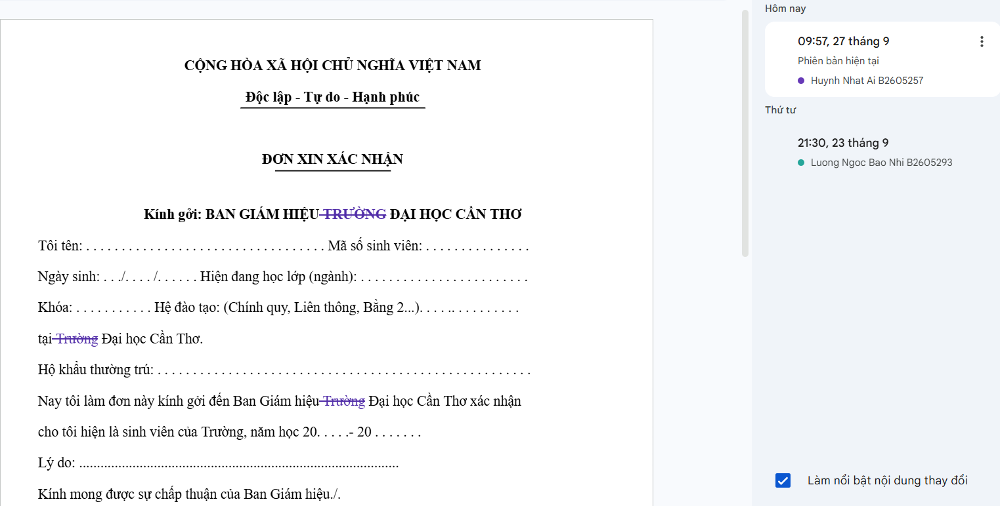 CỘNG HÒA XÃ HỘI CHỦ NGHĨA VIỆT NAM
Độc lập - Tự do - Hạnh phúc
ĐƠN XIN XÁC NHẬN
Kính gởi: BAN GIÁM HIỆU TRƯỜNG ĐẠI HỌC CẦN THƠ
Tôi tên: . . . . . . . . . . . . . . . . . . . . . . . . . . . . . . . . . . Mã số sinh viên: . . . . . . . . . . . . . . .
Ngày sinh: . . ./. . . . /. . . . . . Hiện đang học lớp (ngành): . . . . . . . . . . . . . . . . . . . . . . . .
Khóa: . . . . . . . . . . . Hệ đào tạo: (Chính quy, Liên thông, Bằng 2...). . . . .. . . . . . . . . .
tại Trường Đại học Cần Thơ.
Hộ khẩu thường trú: . . . . . . . . . . . . . . . . . . . . . . . . . . . . . . . . . . . . . . . . . . . . . . . . . . . . .
Nay tôi làm đơn này kính gởi đến Ban Giám hiệu Trường Đại học Cần Thơ xác nhận
cho tôi hiện là sinh viên của Trường, năm học 20. . . . .- 20 . . . . . . .
Lý do: ..........................................................................................
Kính mong được sự chấp thuận của Ban Giám hiệu./.
Hôm nay
09:57, 27 tháng 9
Phiên bản hiện tại
Huynh Nhat Ai B2605257
Thứ tư
21:30, 23 tháng 9
Luong Ngoc Bao Nhi B2605293
Làm nổi bật nội dung thay đổi